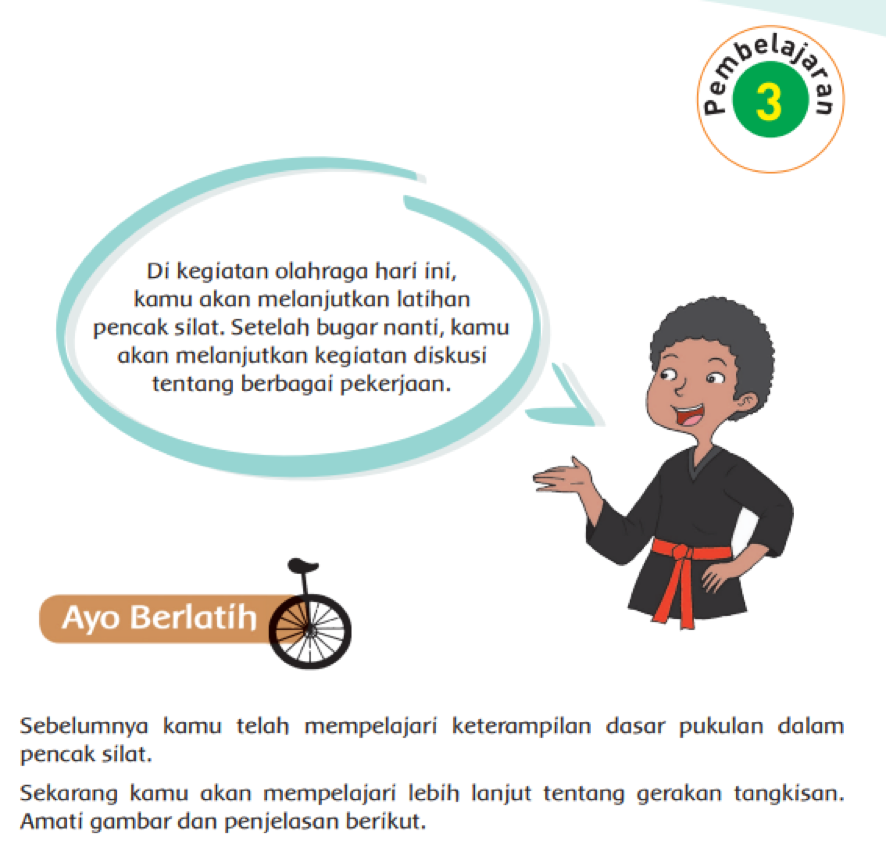 Pembelajaran
3
Di kegiatan olahraga hari ini,
kamu akan melanjutkan latihan
pencak silat. Setelah bugar nanti, kamu
akan melanjutkan kegiatan diskusi
tentang berbagai pekerjaan.
Ayo Berlatih
Sebelumnya kamu telah mempelajari keterampilan dasar pukulan dalam
pencak silat.
Sekarang kamu akan mempelajari lebih lanjut tentang gerakan tangkisan.
Amati gambar dan penjelasan berikut.